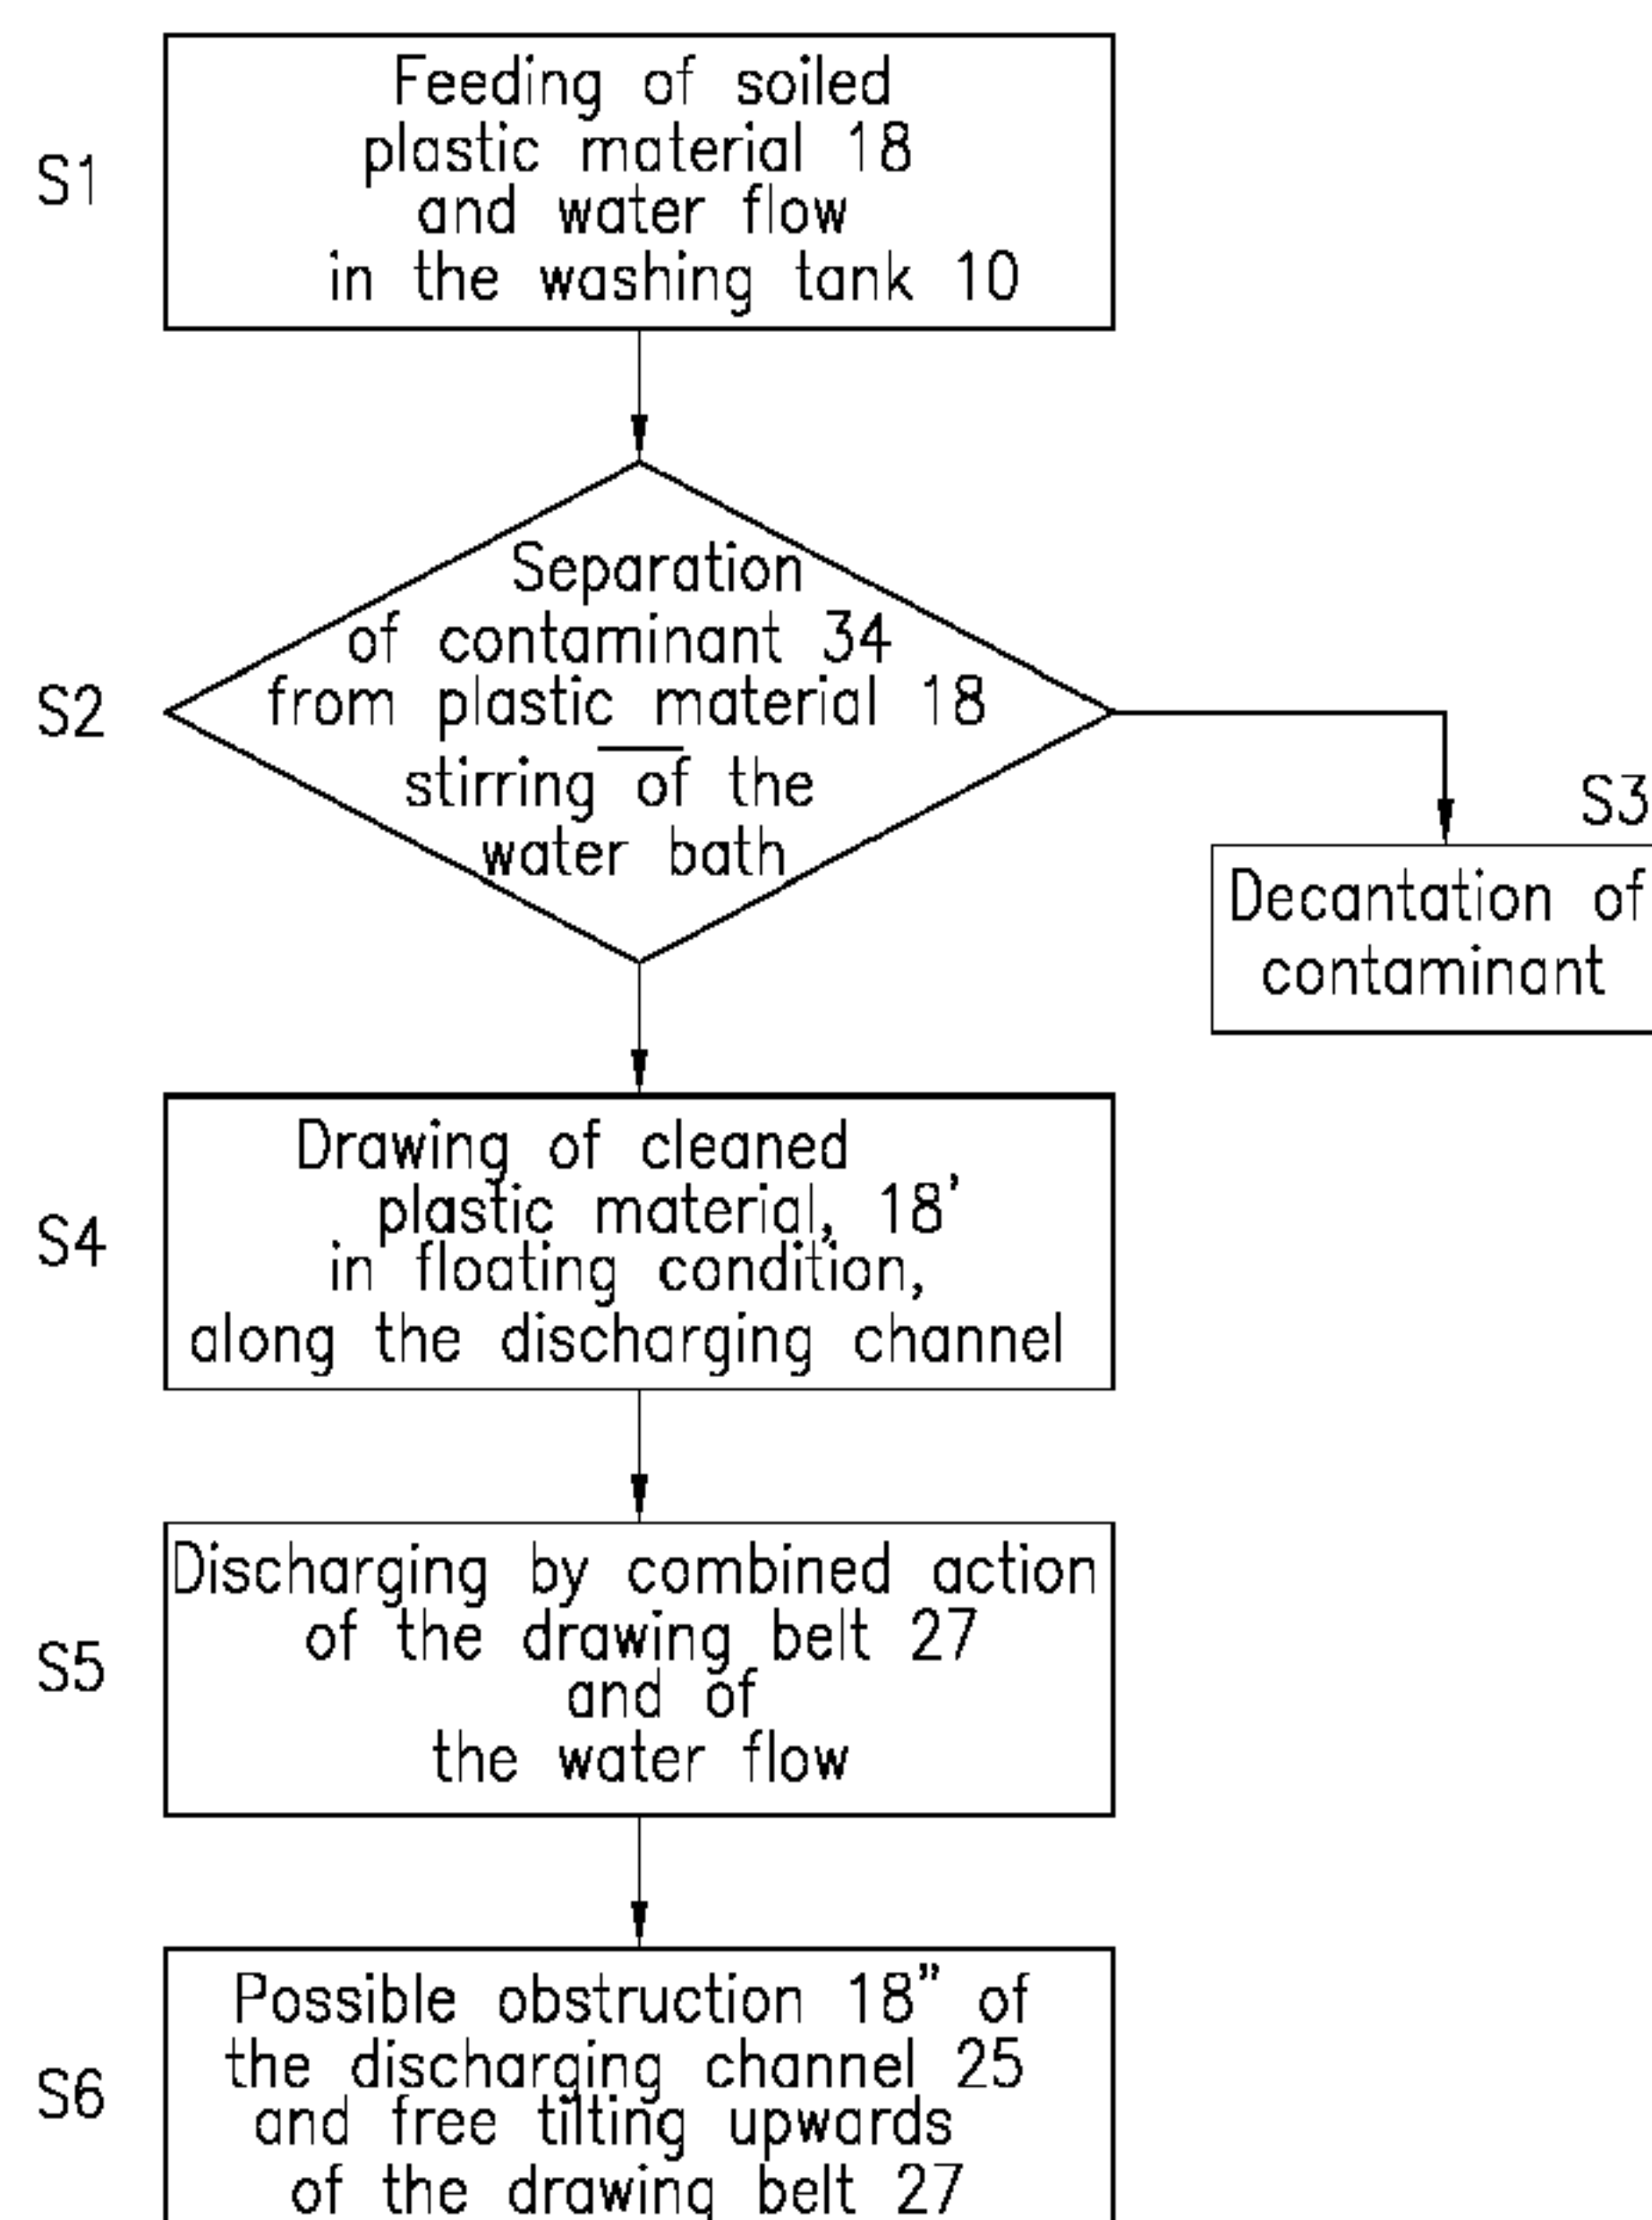 S1
Feeding of soiled
plastic material 18
and water flow
in the washing tank 10
S2
Separation
of contaminant 34
from plastic material 18
stirring of the
water bath
S3
Decantation of
contaminant
S4
Drawing of cleaned
plastic material, 18'
in floating condition,
along the discharging channel
S5
Discharging by combined action
of the drawing belt 27
and of
the water flow
S6
Possible obstruction 18" of
the discharging channel 25
and free tilting upwards
of the drawing belt 27